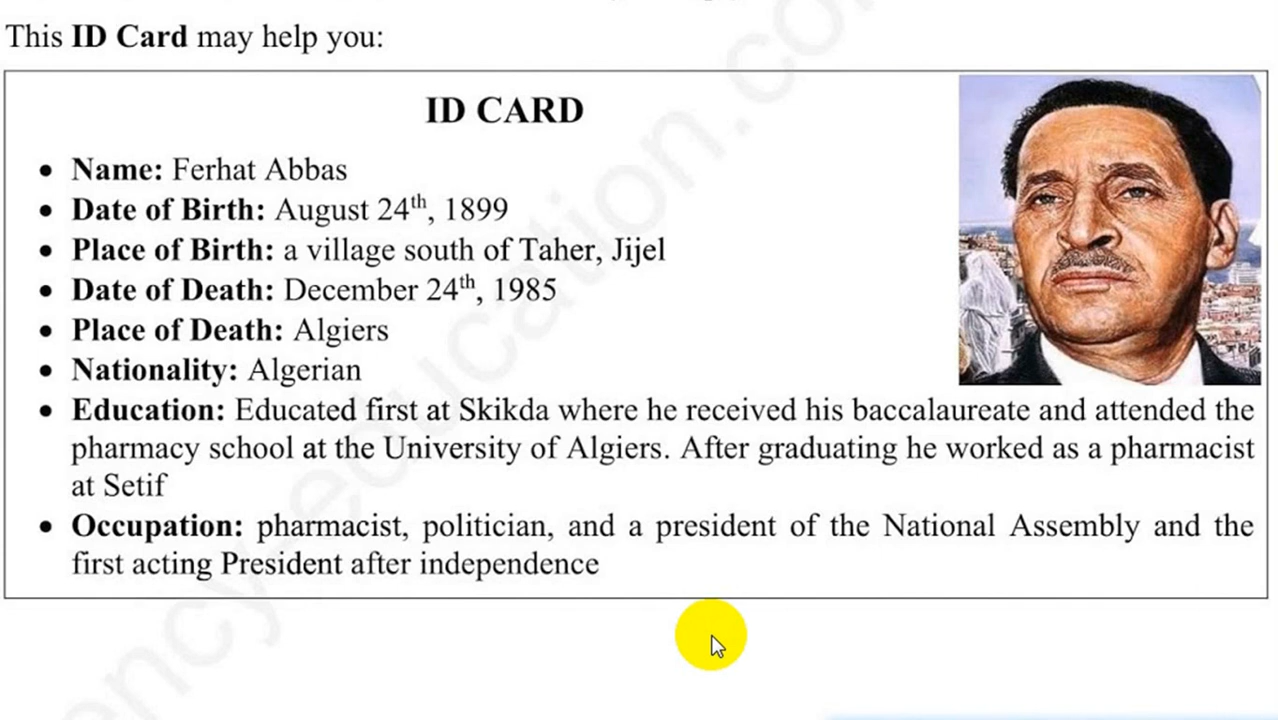 This ID Card may help you:
ID CARD
• Name: Ferhat Abbas
• Date of Birth: August 24th, 1899
• Place of Birth: a village south of Taher, Jijel
• Date of Death: December 24th, 1985
• Place of Death: Algiers
• Nationality: Algerian
• Education: Educated first at Skikda where he received his baccalaureate and attended the
pharmacy school at the University of Algiers. After graduating he worked as a pharmacist
at Setif
• Occupation: pharmacist, politician, and a president of the National Assembly and the
first acting President after independence
ency-education.co